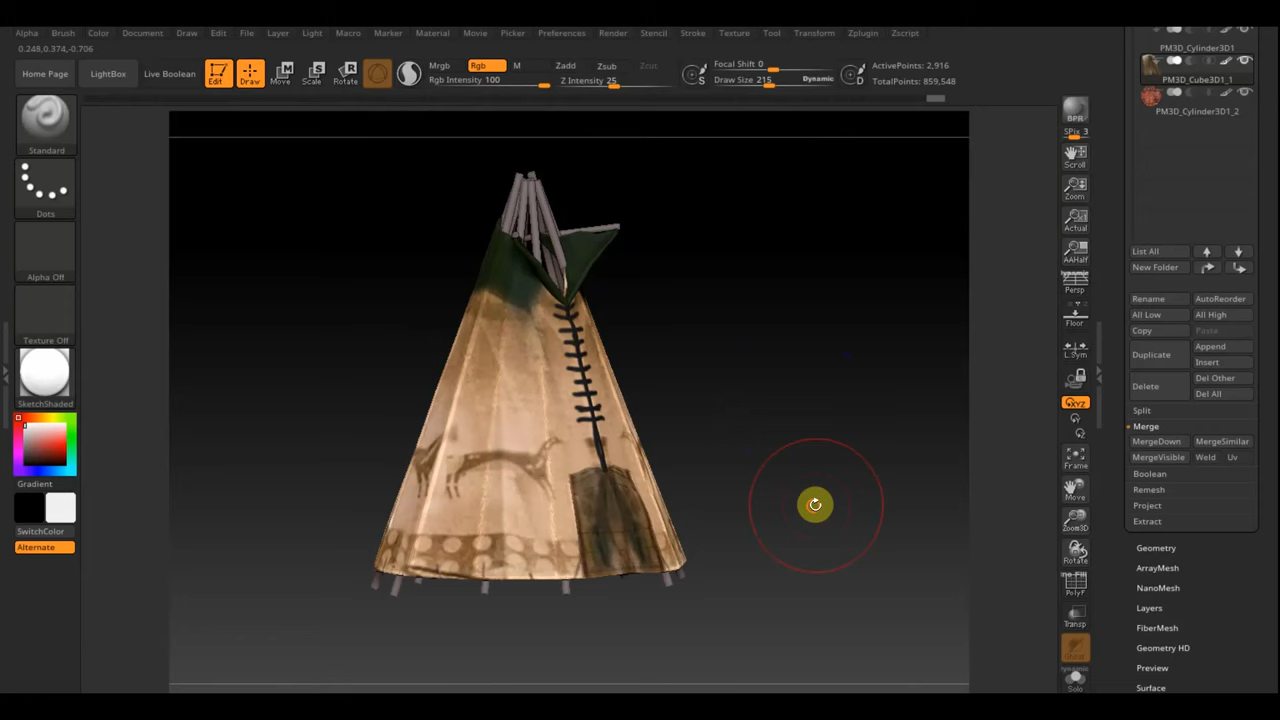 Alpha Brush Color Document Draw Edit File Layer Light Macro Marker Material Movie Picker Preferences Render Stencil Stroke Texture Tool Transform Zplugin Zscript
0.248,0.374,-0.706
Home Page
LightBox
Live Boolean
Edit
Draw
Move
Scale
Rotate
Mrgb Rgb M
Rgb Intensity 100
Zadd Zsub Zcut
Z Intensity 25
S
Focal Shift 0
Draw Size 215 Dynamic
D
ActivePoints: 2,916
TotalPoints: 859,548
Standard
Dots
Alpha Off
Texture Off
SketchShaded
Gradient
SwitchColor
Alternate
BPR
SPix 3
Scroll
Zoom
Actual
AAHalf
Dynamic
Persp
Floor
L.Sym
XYZ
Y
Z
Frame
Move
Zoom3D
Rotate
PolyF
Transp
Dynamic
Solo
PM3D_Cylinder3D1
PM3D_Cube3D1_1
PM3D_Cylinder3D1_2
List All
New Folder
Rename AutoReorder
All Low All High
Copy Paste
Duplicate
Append
Insert
Delete
Del Other
Del All
Split
Merge
MergeDown MergeSimilar
MergeVisible Weld Uv
Boolean
Remesh
Project
Extract
Geometry
ArrayMesh
NanoMesh
Layers
FiberMesh
Geometry HD
Preview
Surface